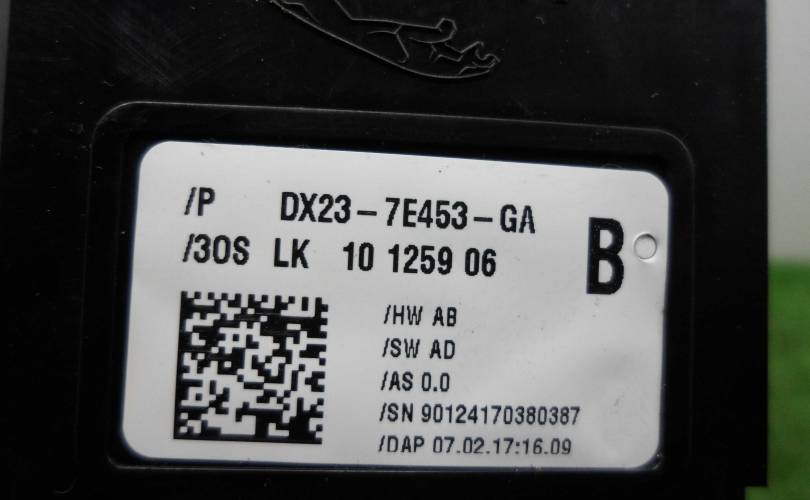 /P DX23-7E453-GA
/30S LK 10 1259 06
B
/HW AB
/SW AD
/AS 0.0
/SN 90124170380387
/DAP 07.02.17:16.09